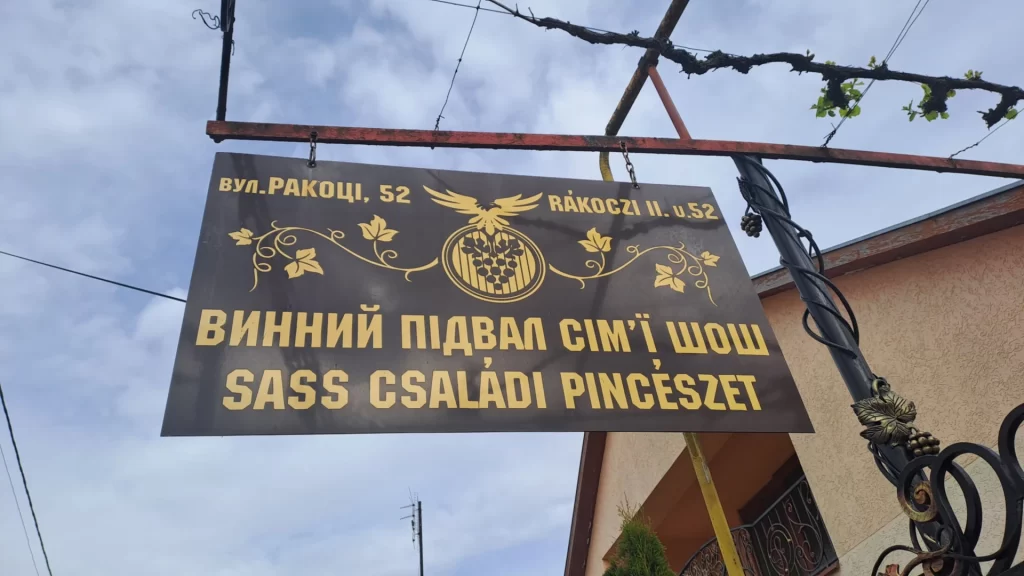 ВУЛ.РАКОЦІ, 52
RÁKOCZI II. U.52
ВИННИЙ ПІДВАЛ СІМ'Ї ШОШ
SASS CSALÁDI PINCÉSZET